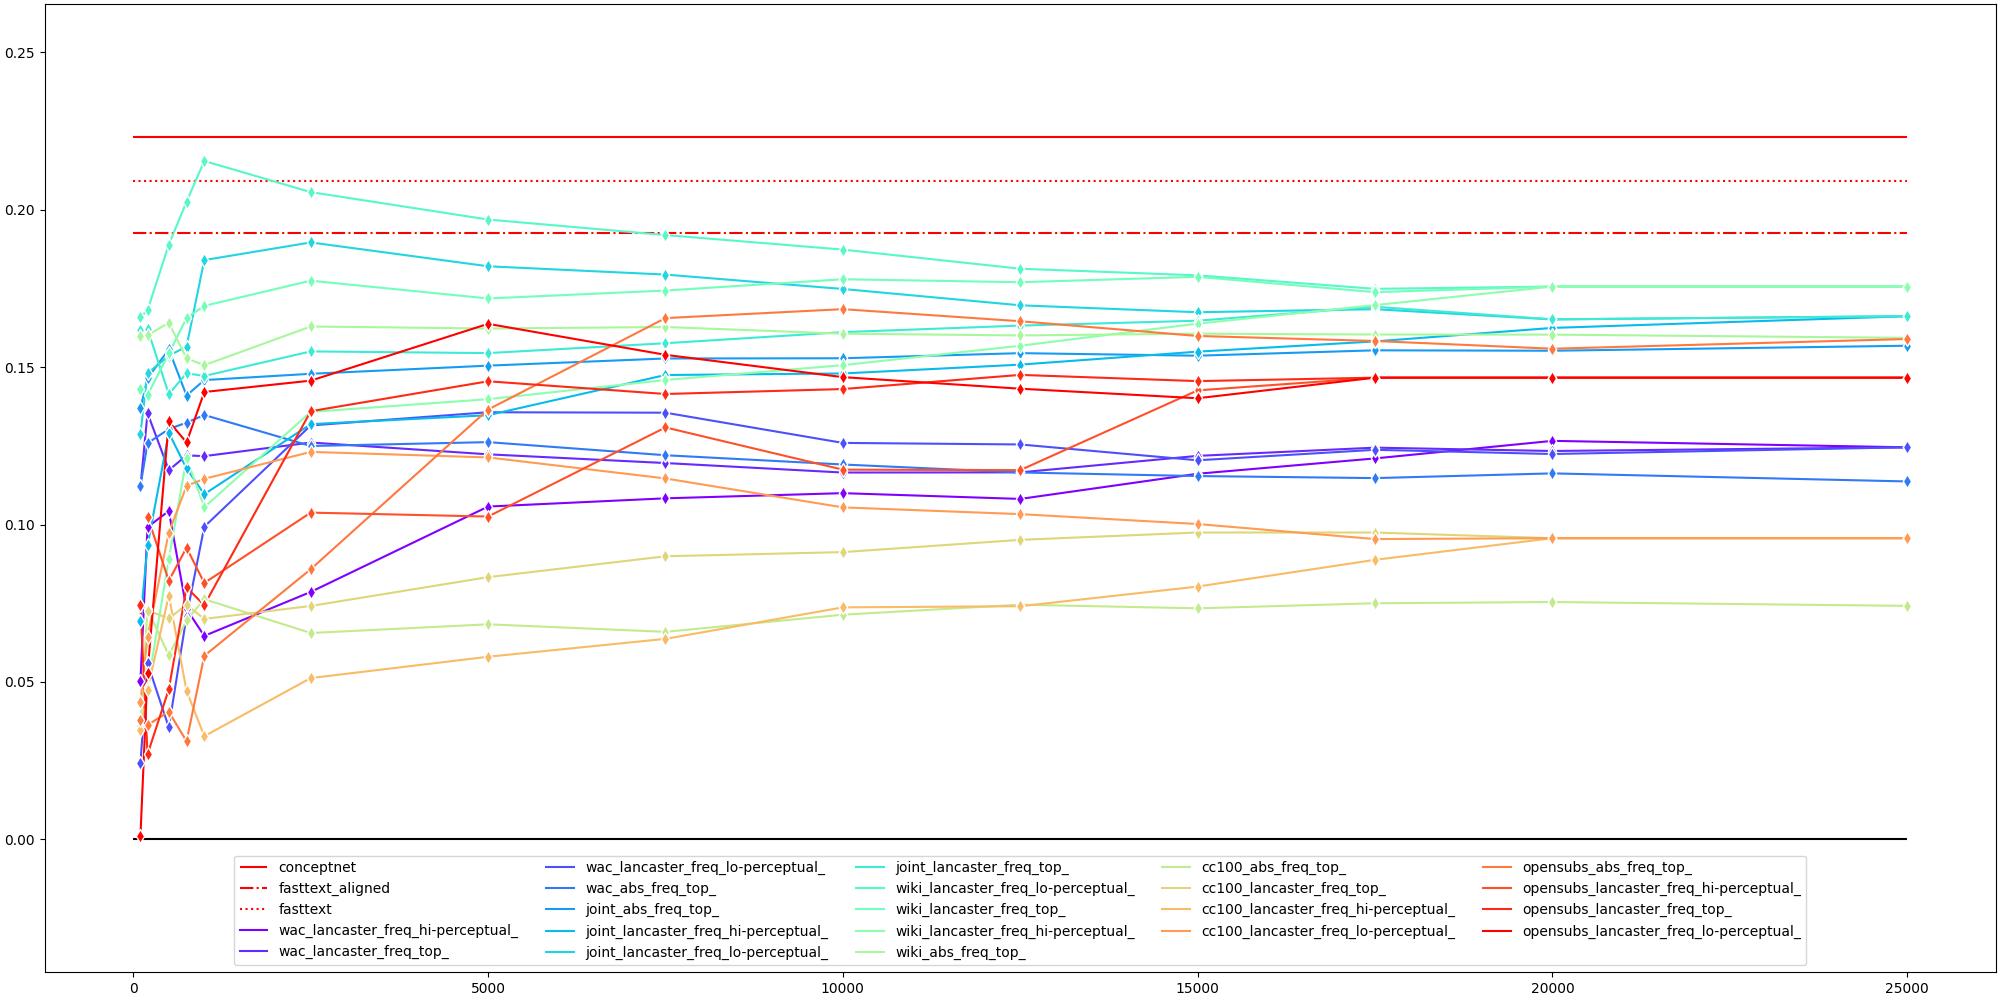 0.25
0.20
0.15
0.10
0.05
0.00
conceptnet
fasttext_aligned
fasttext
wac_lancaster_freq_hi-perceptual_
wac_lancaster_freq_top_
wac_lancaster_freq_lo-perceptual_
wac_abs_freq_top_
joint_abs_freq_top_
joint_lancaster_freq_hi-perceptual_
joint_lancaster_freq_lo-perceptual_
joint_lancaster_freq_top_
wiki_lancaster_freq_lo-perceptual_
wiki_lancaster_freq_top_
wiki_lancaster_freq_hi-perceptual_
wiki_abs_freq_top_
cc100_abs_freq_top_
cc100_lancaster_freq_top_
cc100_lancaster_freq_hi-perceptual_
cc100_lancaster_freq_lo-perceptual_
opensubs_abs_freq_top_
opensubs_lancaster_freq_hi-perceptual_
opensubs_lancaster_freq_top_
opensubs_lancaster_freq_lo-perceptual_
0 5000 10000 15000 20000 25000